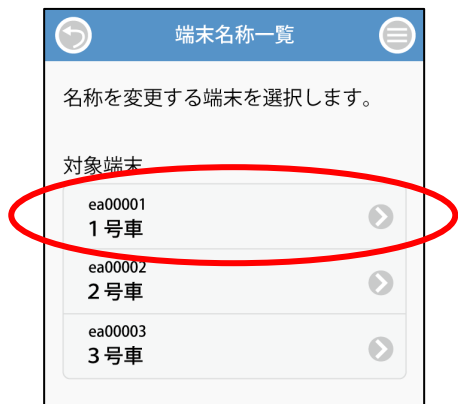 端末名称一覧
名称を変更する端末を選択します。
対象端末
ea00001
１号車
ea00002
２号車
ea00003
３号車